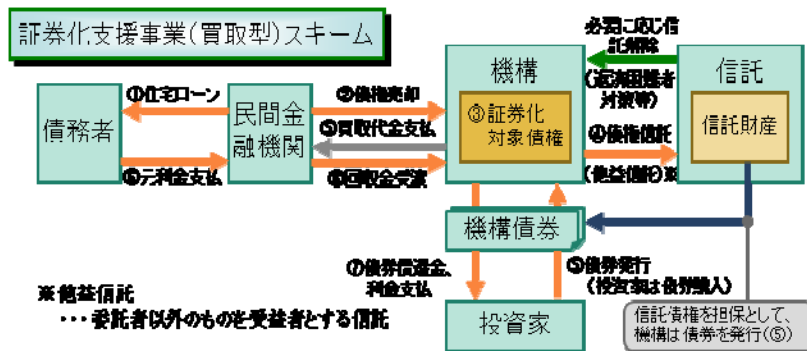 証券化支援事業(買取型)スキーム
必要に応じ信
託解除
(返済困難者
対策等)
機構
信託
①住宅ローン
②債権売却
債務者
民間金
融機関
③証券化
対象債権
信託財産
⑤買取代金支払
④債権信託
(他益信託)※
⑥元利金支払
⑥回収金受渡
機構債券
⑦債券償還金、
利金支払
⑤債券発行
(投資家は債券購入)
※他益信託
・・・委託者以外のものを受益者とする信託
投資家
信託債権を担保として、
機構は債券を発行(⑤)